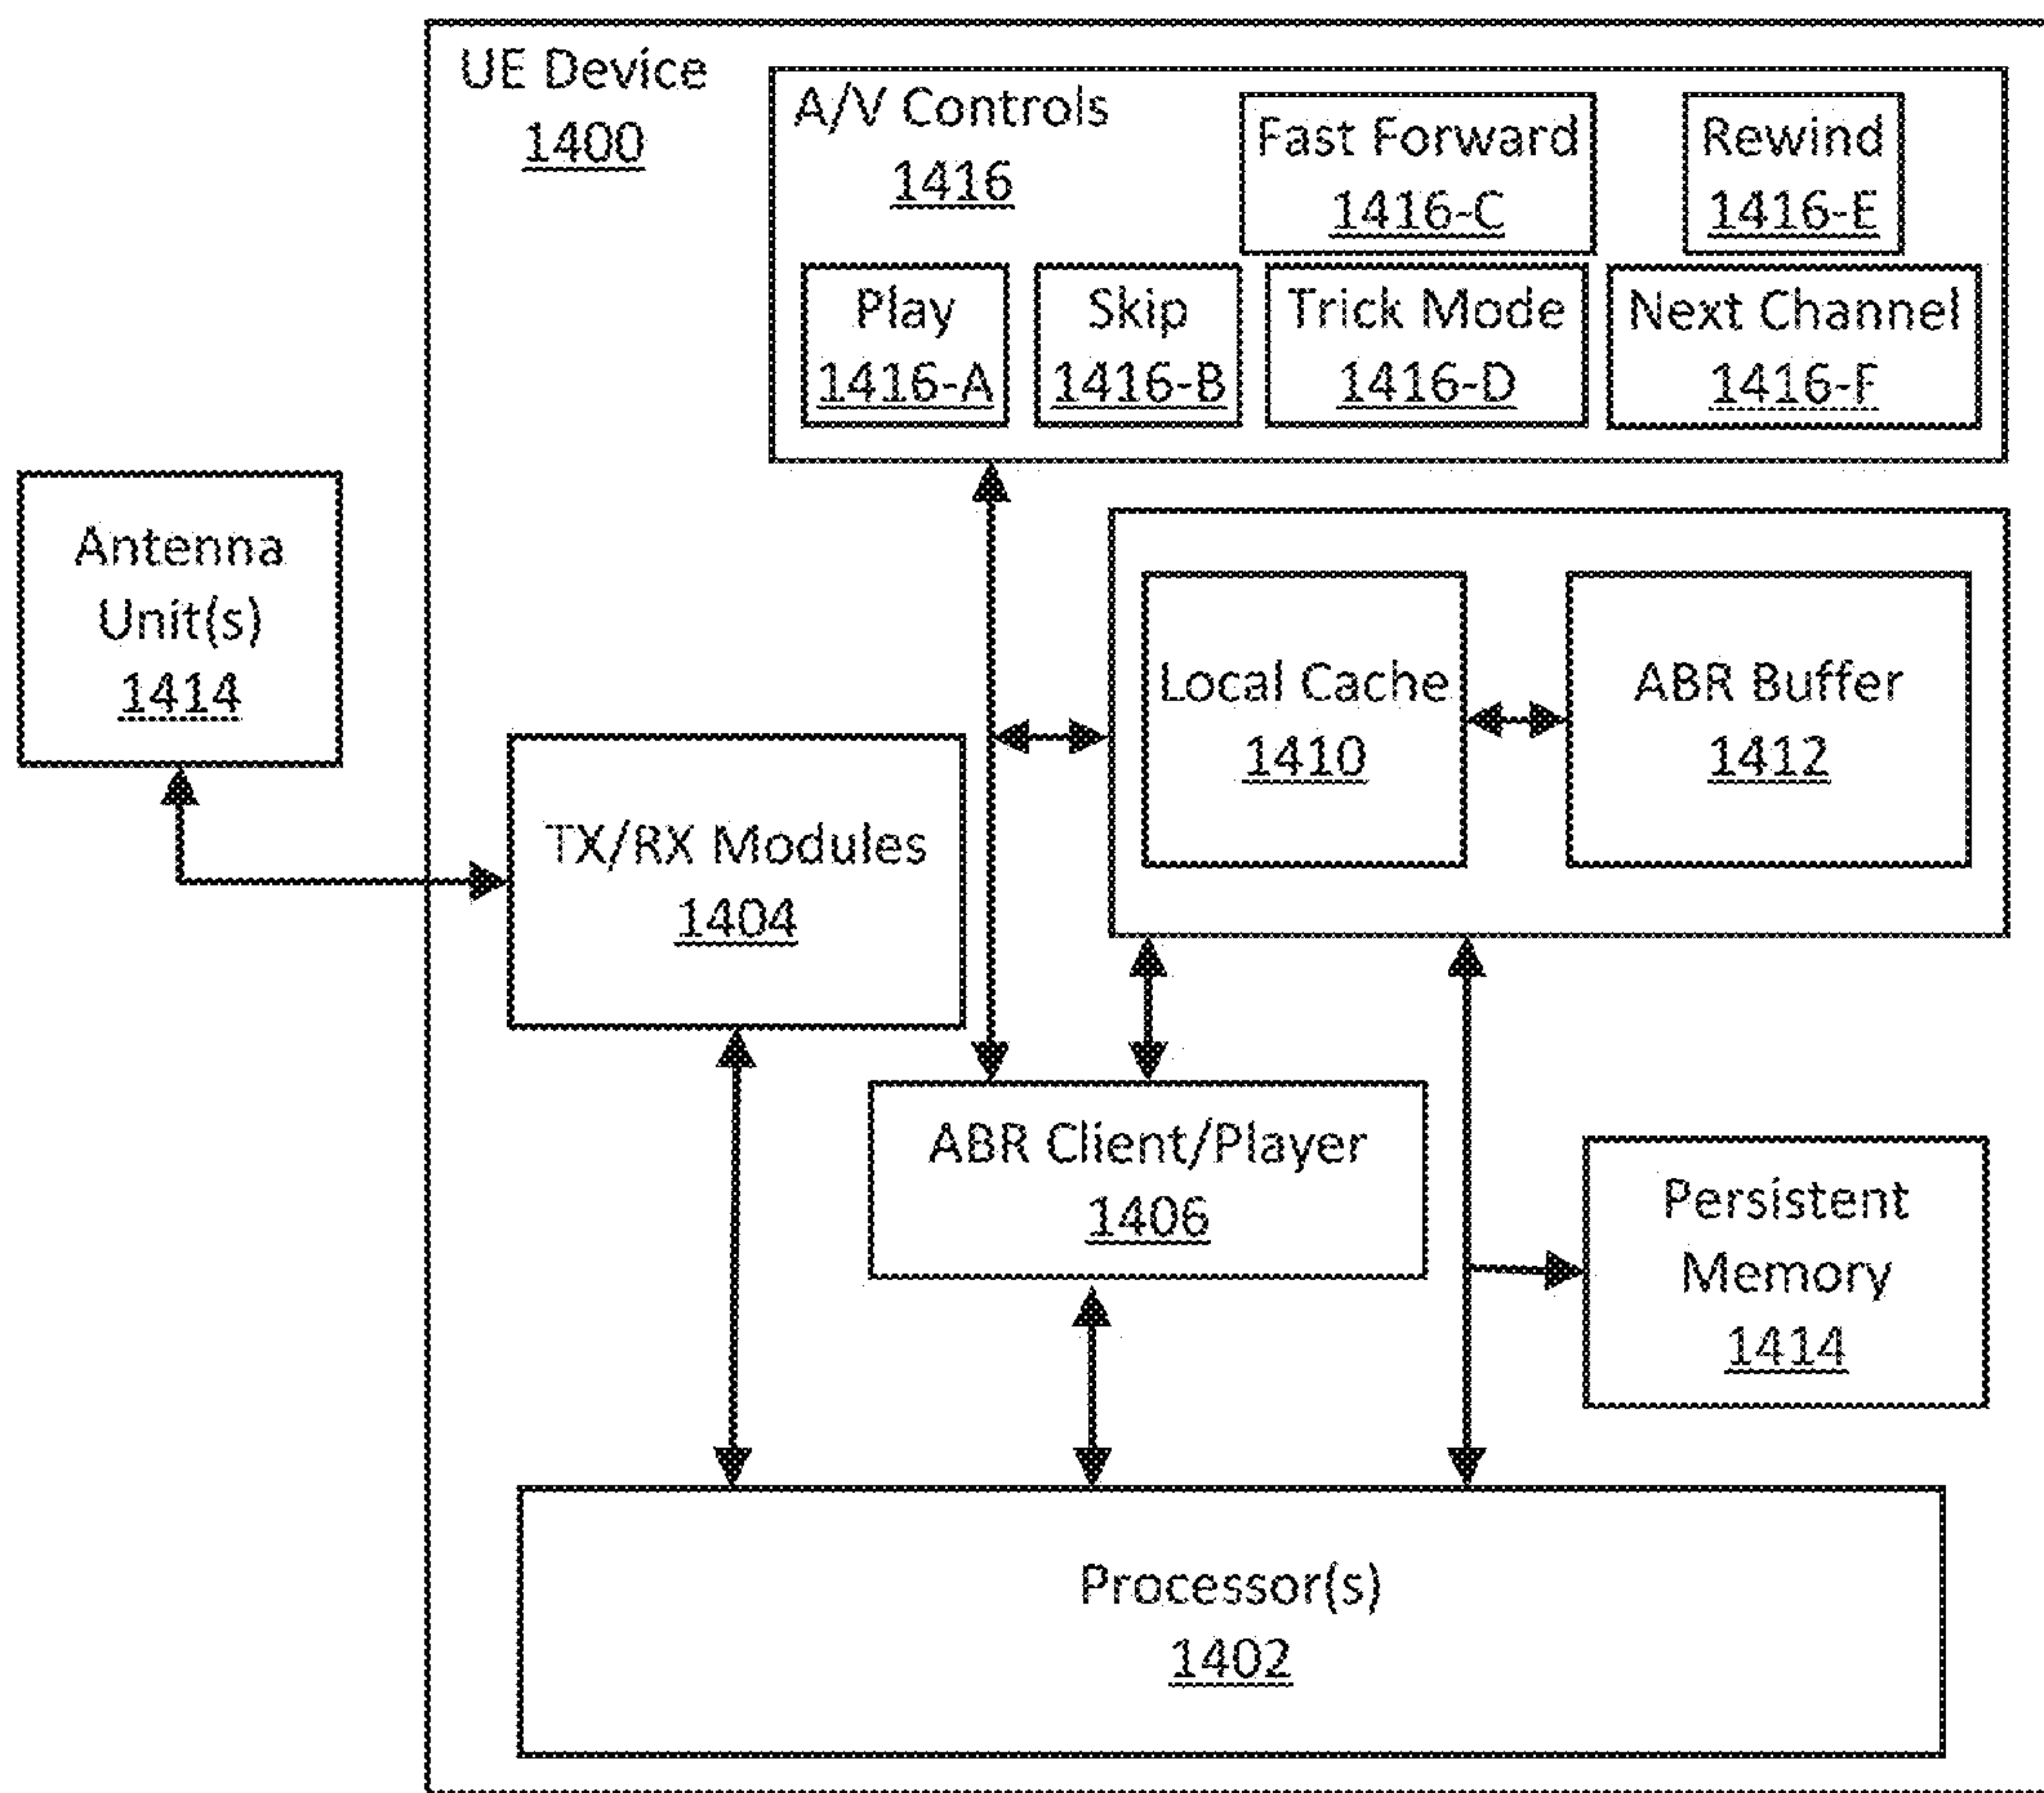 UE Device
1400
A/V Controls
1416
Fast Forward
1416-C
Rewind
1416-E
Play
1416-A
Skip
1416-B
Trick Mode
1416-D
Next Channel
1416-F
Antenna
Unit(s)
1414
Local Cache
1410
ABR Buffer
1412
TX/RX Modules
1404
ABR Client/Player
1406
Persistent
Memory
1414
Processor(s)
1402